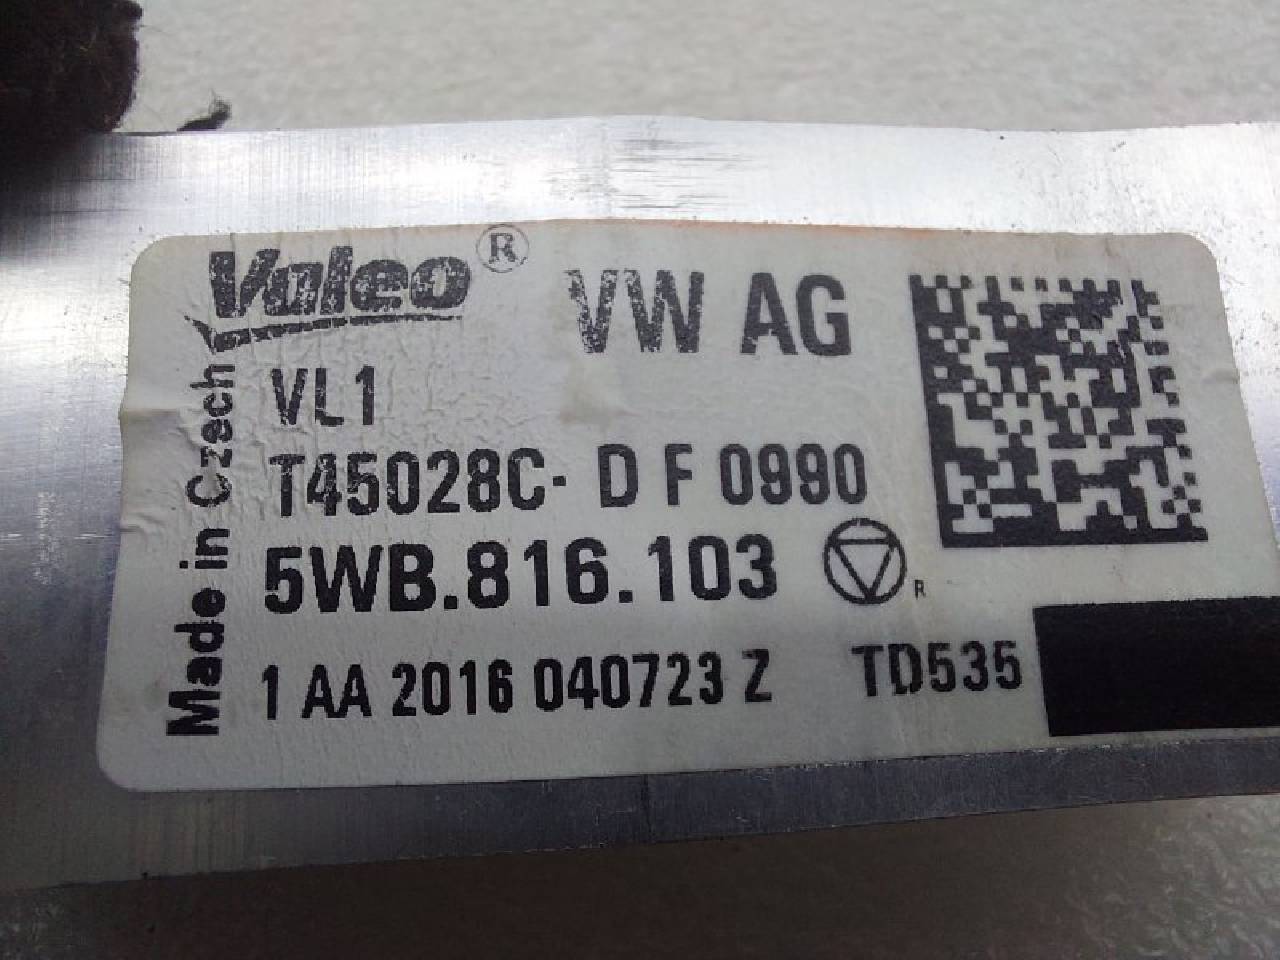 Valeo® VW AG
VL1
T45028C- D F 0990
5WB.816.103 R
1 AA 2016 040723 Z TD535
Made in Czech